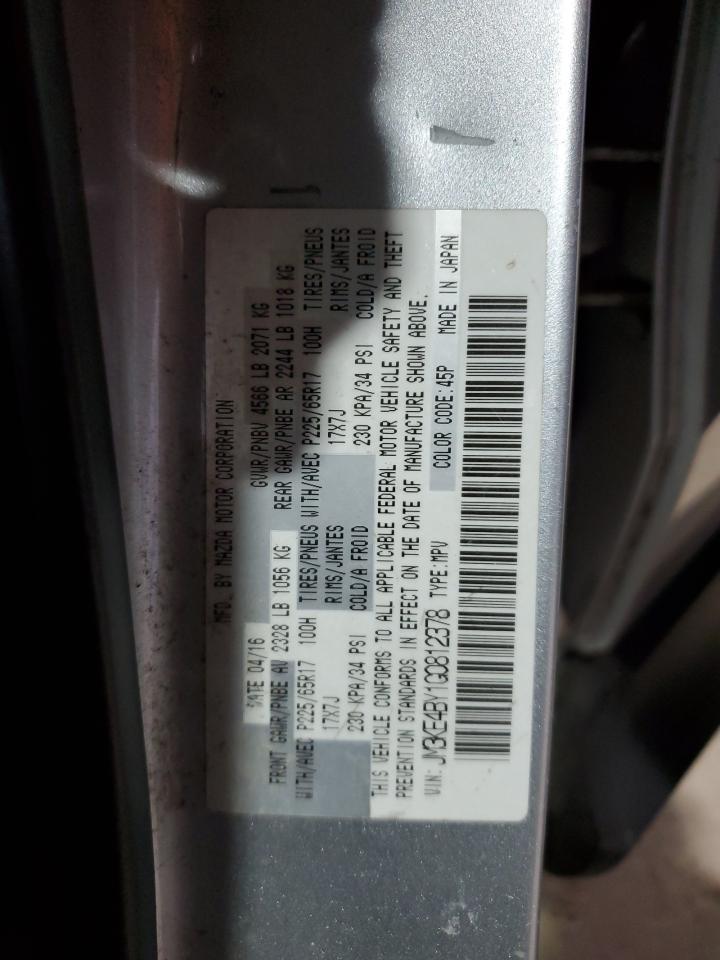 MFD. BY MAZDA MOTOR CORPORATION
DATE 04/16 GVWR/PNBV 4566 LB 2071 KG
FRONT GAWR/PNBE AV 2328 LB 1056 KG REAR GAWR/PNBE AR 2244 LB 1018 KG
WITH/AVEC P225/65R17 100H TIRES/PNEUS WITH/AVEC P225/65R17 100H TIRES/PNEUS
17X7J RIMS/JANTES 17X7J RIMS/JANTES
230 KPA/34 PSI COLD/A FROID 230 KPA/34 PSI COLD/A FROID
THIS VEHICLE CONFORMS TO ALL APPLICABLE FEDERAL MOTOR VEHICLE SAFETY AND THEFT
PREVENTION STANDARDS IN EFFECT ON THE DATE OF MANUFACTURE SHOWN ABOVE.
VIN: JM3KE4BY1G0812378 TYPE:MPV COLOR CODE:45P MADE IN JAPAN